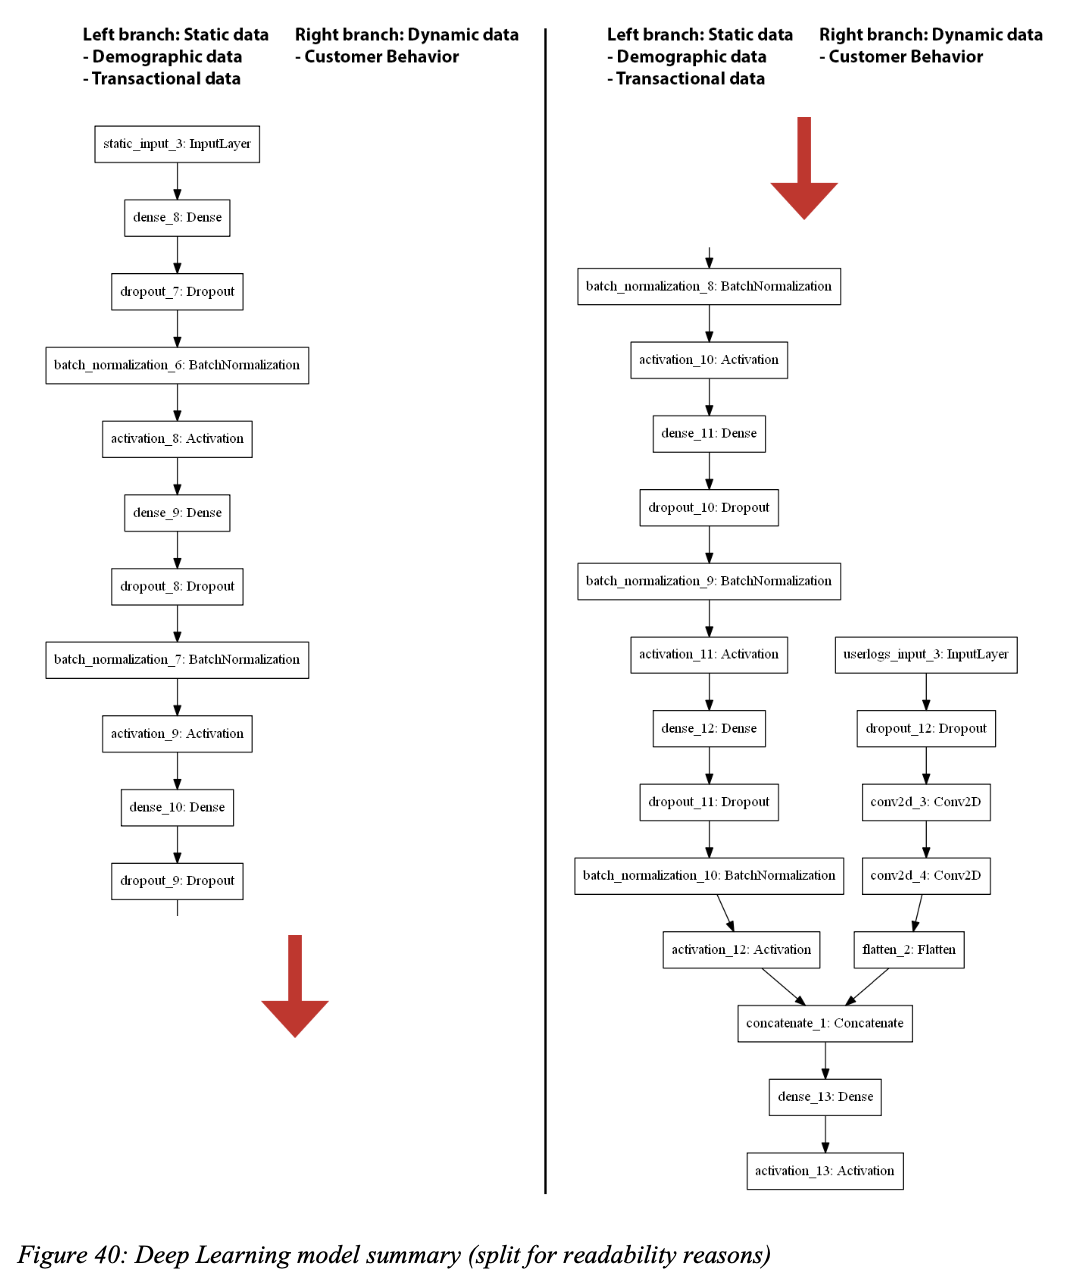 Left branch: Static data
- Demographic data
- Transactional data
Right branch: Dynamic data
- Customer Behavior
static_input_3: InputLayer
dense_8: Dense
dropout_7: Dropout
batch_normalization_6: BatchNormalization
activation_8: Activation
dense_9: Dense
dropout_8: Dropout
batch_normalization_7: BatchNormalization
activation_9: Activation
dense_10: Dense
dropout_9: Dropout
Left branch: Static data
- Demographic data
- Transactional data
Right branch: Dynamic data
- Customer Behavior
batch_normalization_8: BatchNormalization
activation_10: Activation
dense_11: Dense
dropout_10: Dropout
batch_normalization_9: BatchNormalization
activation_11: Activation
dense_12: Dense
dropout_11: Dropout
batch_normalization_10: BatchNormalization
activation_12: Activation
userlogs_input_3: InputLayer
dropout_12: Dropout
conv2d_3: Conv2D
conv2d_4: Conv2D
flatten_2: Flatten
concatenate_1: Concatenate
dense_13: Dense
activation_13: Activation
Figure 40: Deep Learning model summary (split for readability reasons)